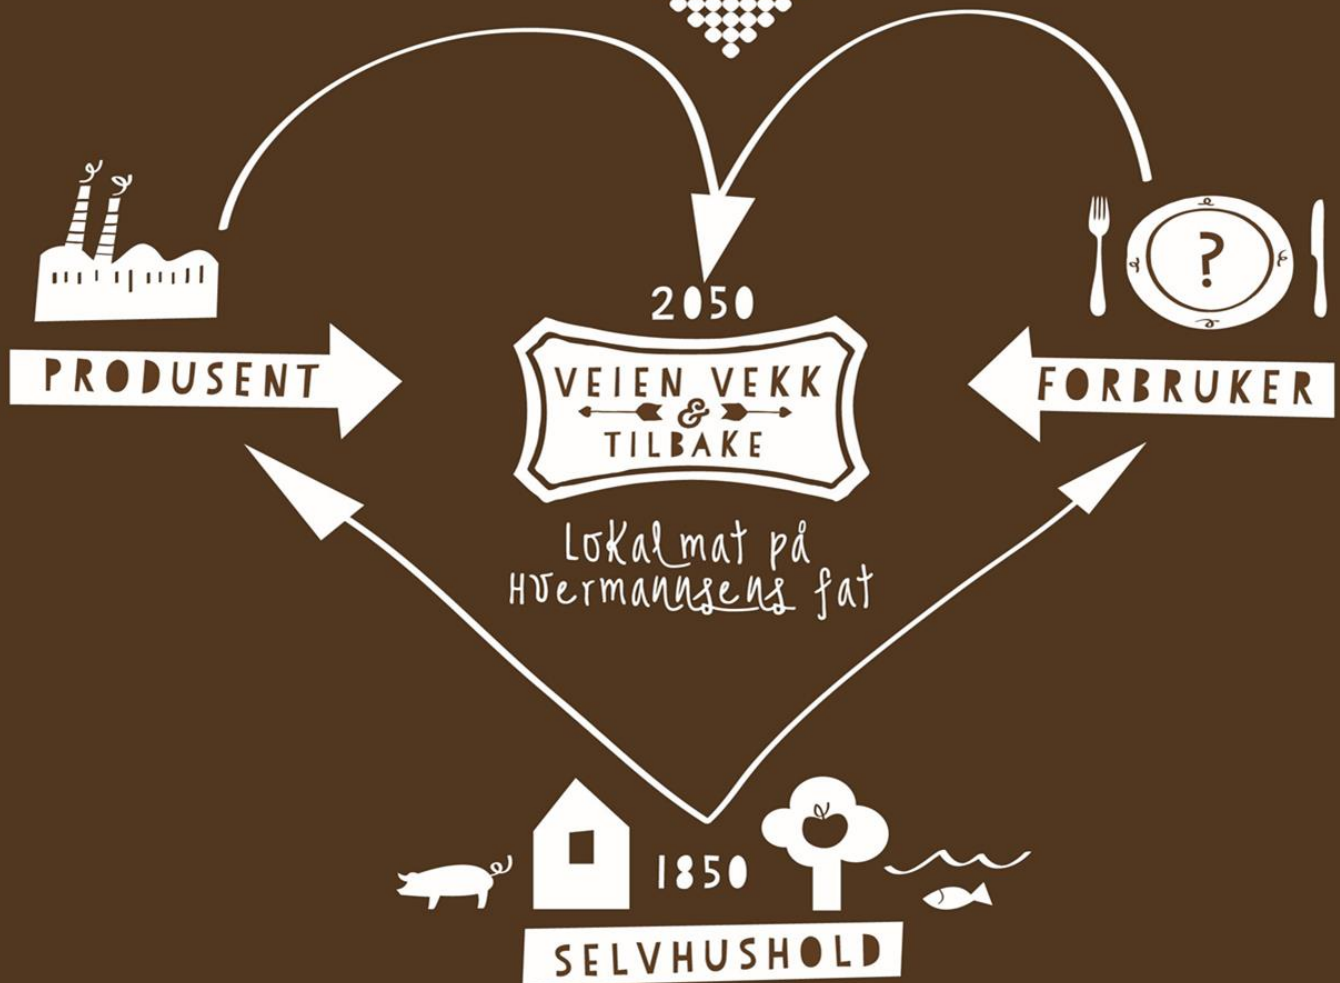 ?
2050
PRODUSENT
VEIEN VEKK
&
TILBAKE
FORBRUKER
Lokalmat på
Hvermannsens fat
1850
SELVHUSHOLD